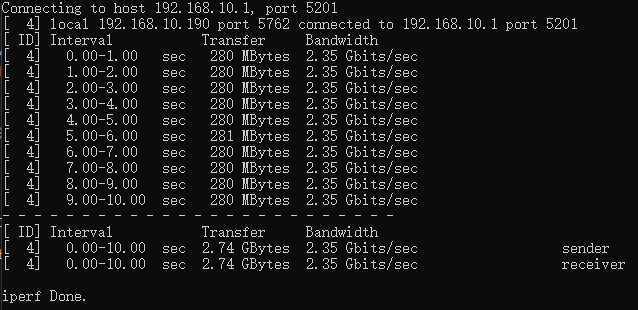 Connecting to host 192.168.10.1, port 5201
[  4] local 192.168.10.190 port 5762 connected to 192.168.10.1 port 5201
[ ID] Interval           Transfer     Bandwidth
[  4]   0.00-1.00   sec   280 MBytes  2.35 Gbits/sec
[  4]   1.00-2.00   sec   280 MBytes  2.35 Gbits/sec
[  4]   2.00-3.00   sec   280 MBytes  2.35 Gbits/sec
[  4]   3.00-4.00   sec   280 MBytes  2.35 Gbits/sec
[  4]   4.00-5.00   sec   280 MBytes  2.35 Gbits/sec
[  4]   5.00-6.00   sec   281 MBytes  2.35 Gbits/sec
[  4]   6.00-7.00   sec   280 MBytes  2.35 Gbits/sec
[  4]   7.00-8.00   sec   280 MBytes  2.35 Gbits/sec
[  4]   8.00-9.00   sec   280 MBytes  2.35 Gbits/sec
[  4]   9.00-10.00  sec   280 MBytes  2.35 Gbits/sec
- - - - - - - - - - - - - - - - - - - - - - - - -
[ ID] Interval           Transfer     Bandwidth
[  4]   0.00-10.00  sec  2.74 GBytes  2.35 Gbits/sec                  sender
[  4]   0.00-10.00  sec  2.74 GBytes  2.35 Gbits/sec                  receiver
iperf Done.